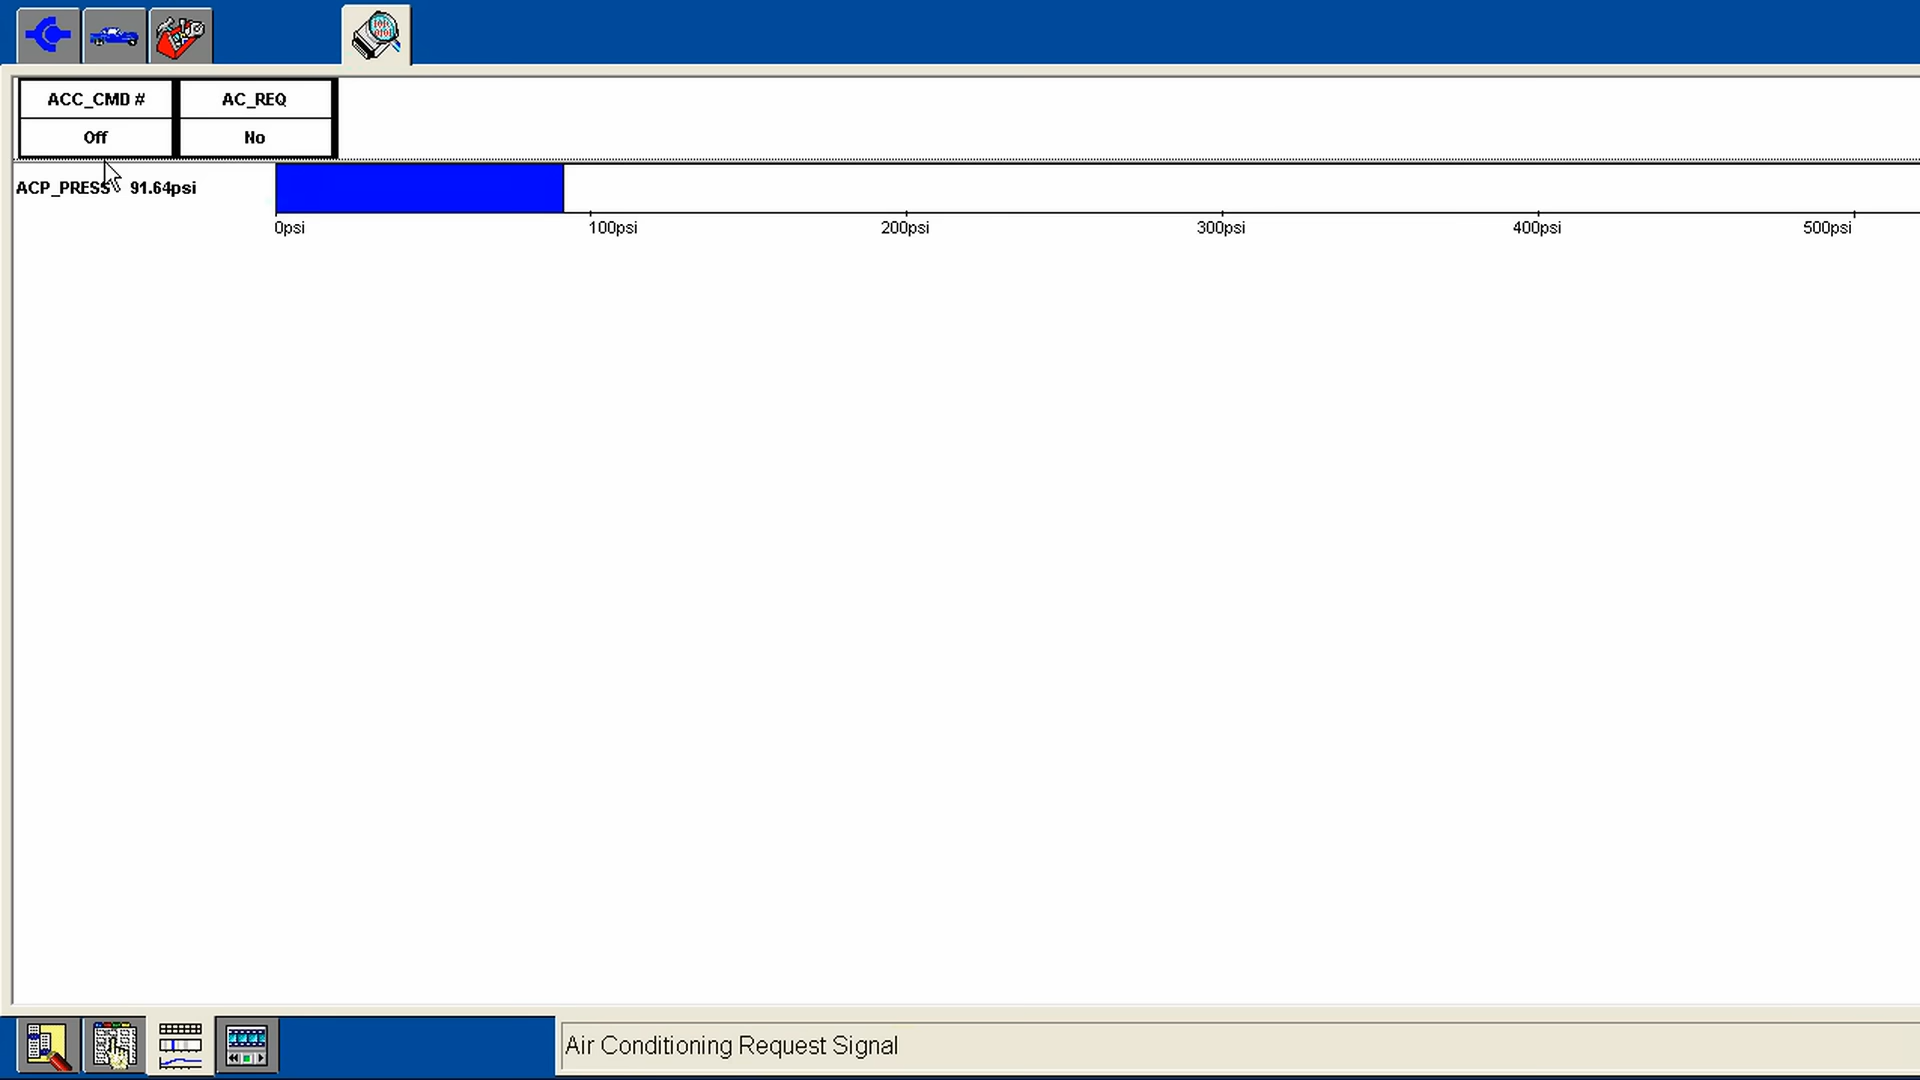 ACC_CMD # AC_REQ
Off No
ACP_PRESS 91.64psi
0psi 100psi 200psi 300psi 400psi 500psi
Air Conditioning Request Signal